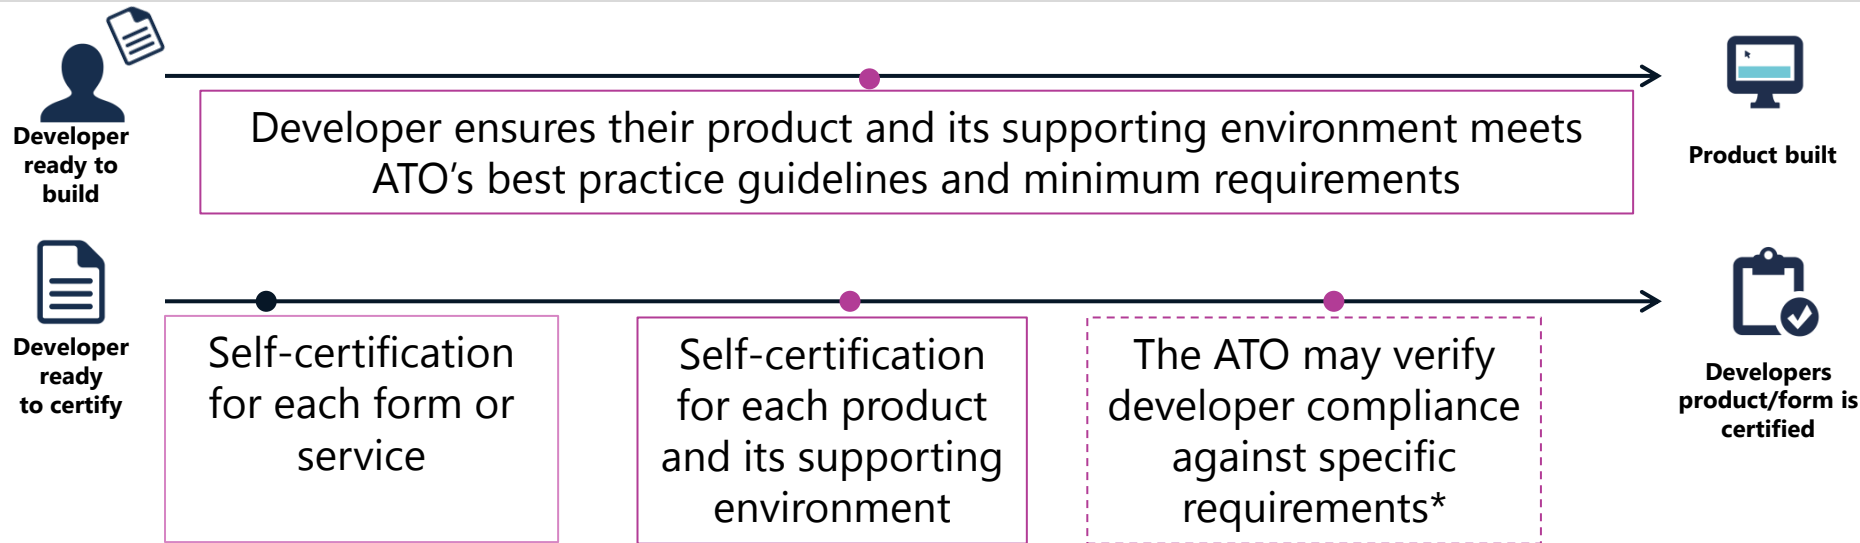 Developer
ready to
build
Developer ensures their product and its supporting environment meets
ATO's best practice guidelines and minimum requirements
Product built
Developer
ready
to certify
Self-certification
for each form or
service
Self-certification
for each product
and its supporting
environment
The ATO may verify
developer compliance
against specific
requirements*
Developers
product/form is
certified